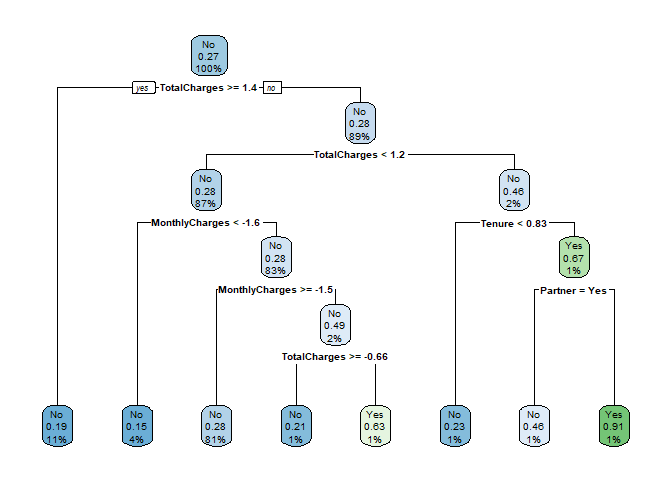 No
0.27
100%
yes TotalCharges >= 1.4 no
No
0.28
89%
TotalCharges < 1.2
No
0.28
87%
No
0.46
2%
MonthlyCharges < -1.6
Tenure < 0.83
No
0.28
83%
Yes
0.67
1%
MonthlyCharges >= -1.5
Partner = Yes
No
0.49
2%
TotalCharges >= -0.66
No
0.19
11%
No
0.15
4%
No
0.28
81%
No
0.21
1%
Yes
0.63
1%
No
0.23
1%
No
0.46
1%
Yes
0.91
1%